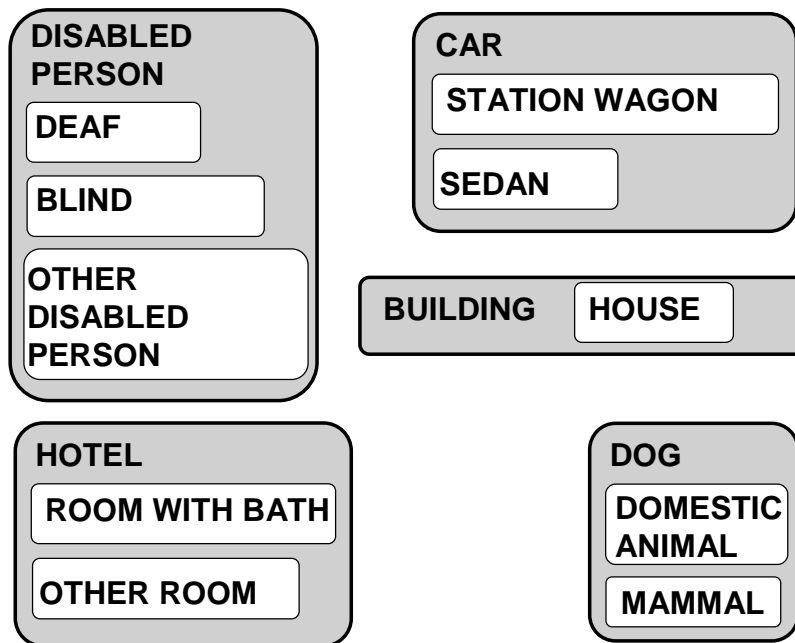 DISABLED
PERSON
DEAF
BLIND
OTHER
DISABLED
PERSON
CAR
STATION WAGON
SEDAN
BUILDING HOUSE
HOTEL
ROOM WITH BATH
OTHER ROOM
DOG
DOMESTIC
ANIMAL
MAMMAL